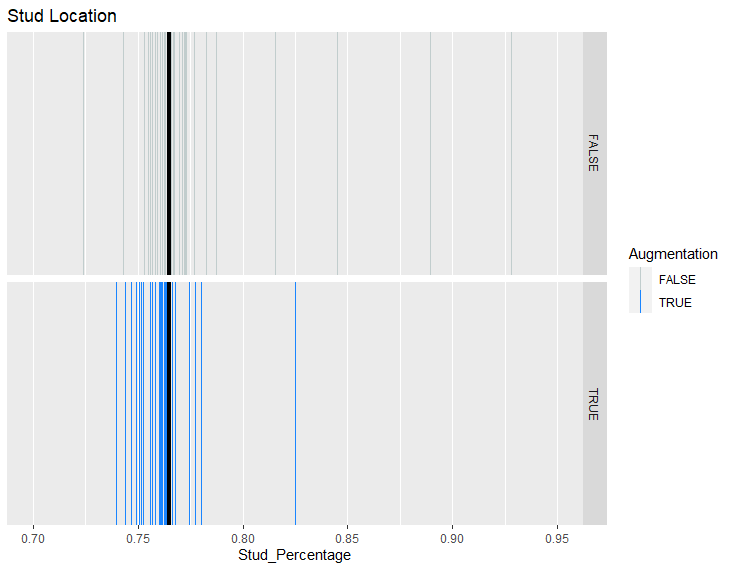 Stud Location
FALSE
TRUE
0.70 0.75 0.80 0.85 0.90 0.95
Stud_Percentage
Augmentation
FALSE
TRUE